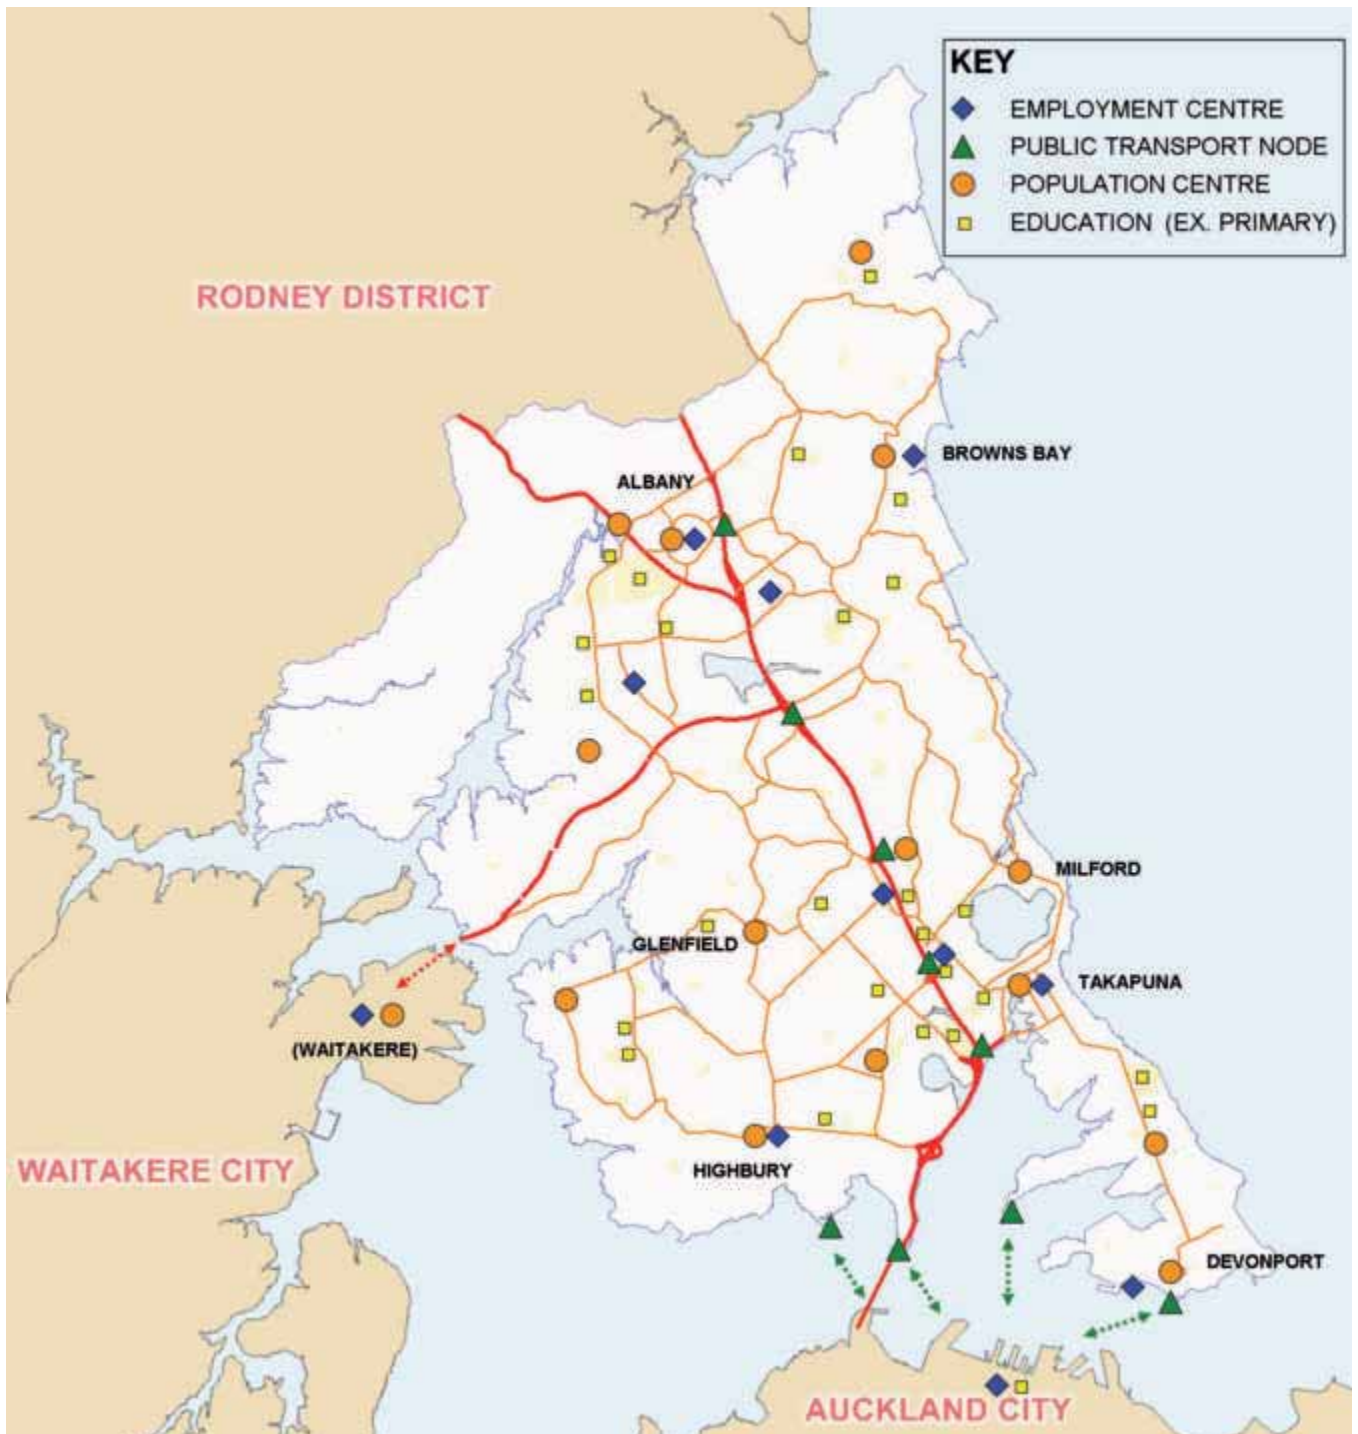 KEY
EMPLOYMENT CENTRE
PUBLIC TRANSPORT NODE
POPULATION CENTRE
EDUCATION (EX. PRIMARY)
RODNEY DISTRICT
BROWNS BAY
ALBANY
MILFORD
GLENFIELD
TAKAPUNA
(WAITAKERE)
WAITAKERE CITY
HIGHBURY
DEVONPORT
AUCKLAND CITY